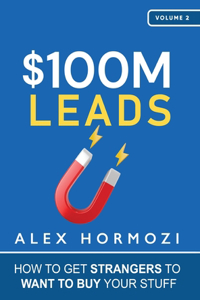 VOLUME 2
$100M
LEADS
ALEX HORMOZI
HOW TO GET STRANGERS TO
WANT TO BUY YOUR STUFF